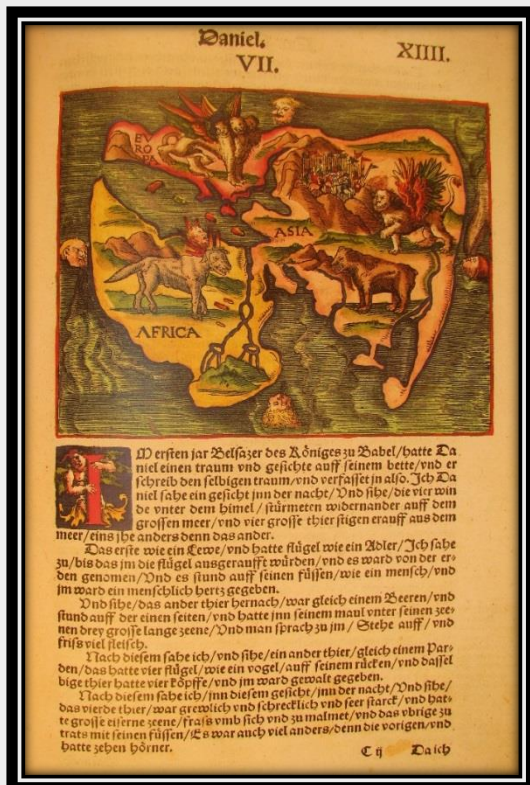 Daniel.
VII.
XIIII.
EV
RO
PA
ASIA
AFRICA
IM ersten jar Belsazer des Königes zu Babel/hatte Da
niel einen traum vnd gesichte auff seinem bette/vnd er
schreib den selbigen traum/vnd verfasset jn also. Ich Da
niel sahe ein gesicht jnn der nacht/Vnd sihe/die vier win
de vnter dem himel/stürmeten widernander auff dem
grossen meer/vnd vier grosse thier stigen erauff aus dem
meer/eins jhe anders denn das ander.
Das erste wie ein Lewe/vnd hatte flügel wie ein Adler/Ich sahe
zu/bis das jm die flügel ausgeraufft würden/vnd es ward von der er-
den genomen/Vnd es stund auff seinen füssen/wie ein mensch/vnd
jm ward ein menschlich hertz gegeben.
Vnd sihe/das ander thier hernach/war gleich einem Beeren/vnd
stund auff der einen seiten/vnd hatte jnn seinem maul vnter seinen zee-
nen drey grosse lange zeene/Vnd man sprach zu jm/Stehe auff/vnd
friss viel fleisch.
Nach diesem sahe ich/vnd sihe/ein ander thier/gleich einem Par-
den/das hatte vier flügel/wie ein vogel/auff seinem rücken/vnd dassel
bige thier hatte vier köpffe/vnd jm ward gewalt gegeben.
Nach diesem sahe ich/jnn diesem gesicht/jnn der nacht/Vnd sihe/
das vierde thier/war grewlich vnd schrecklich vnd seer starck/vnd hat-
te grosse eiserne zeene/frass vmb sich vnd zu malmet/vnd das vbrige zu
trats mit seinen füssen/Es war auch viel anders/denn die vorigen/vnd
hatte zehen hörner.
C ij Da ich